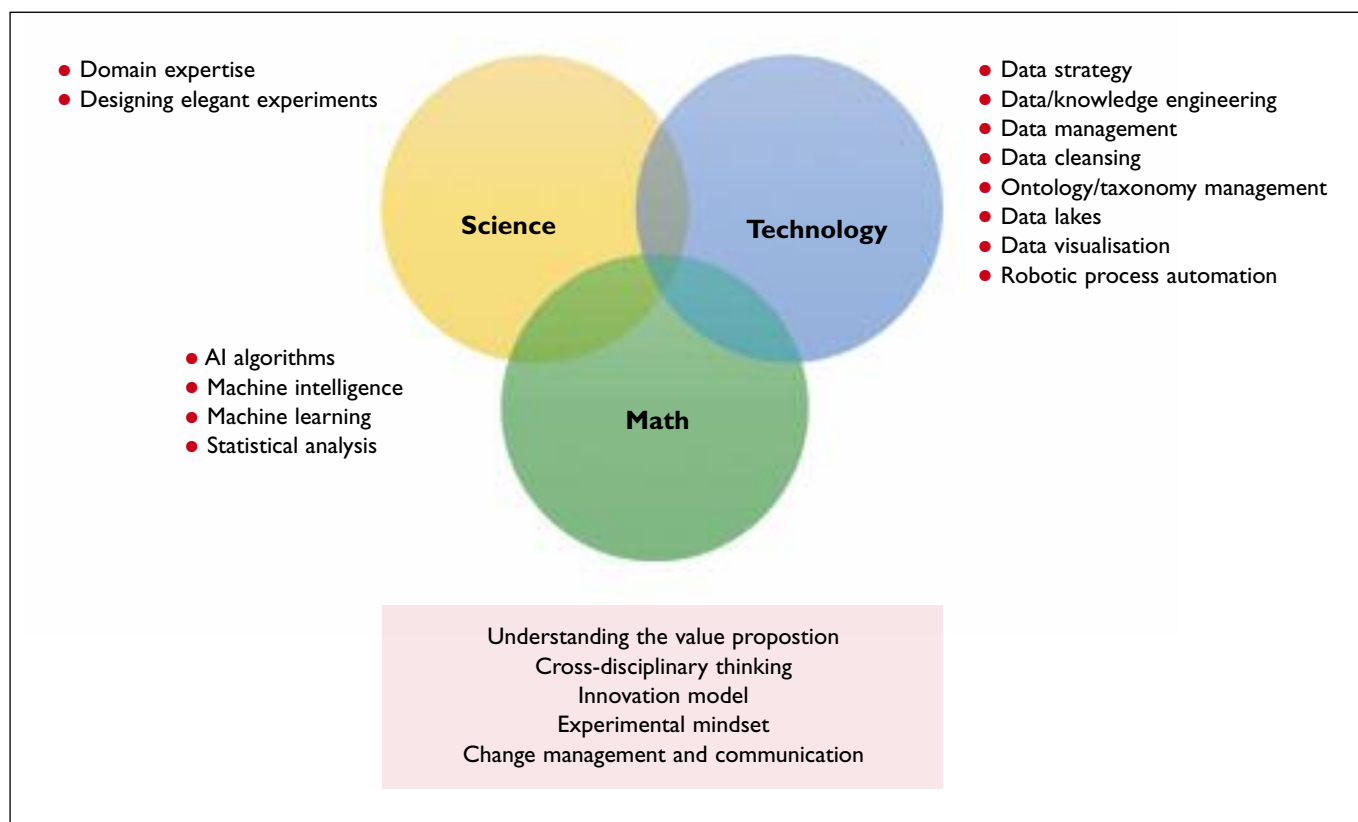 Domain expertise
Designing elegant experiments
Science
Technology
Data strategy
Data/knowledge engineering
Data management
Data cleansing
Ontology/taxonomy management
Data lakes
Data visualisation
Robotic process automation
AI algorithms
Machine intelligence
Machine learning
Statistical analysis
Math
Understanding the value propostion
Cross-disciplinary thinking
Innovation model
Experimental mindset
Change management and communication